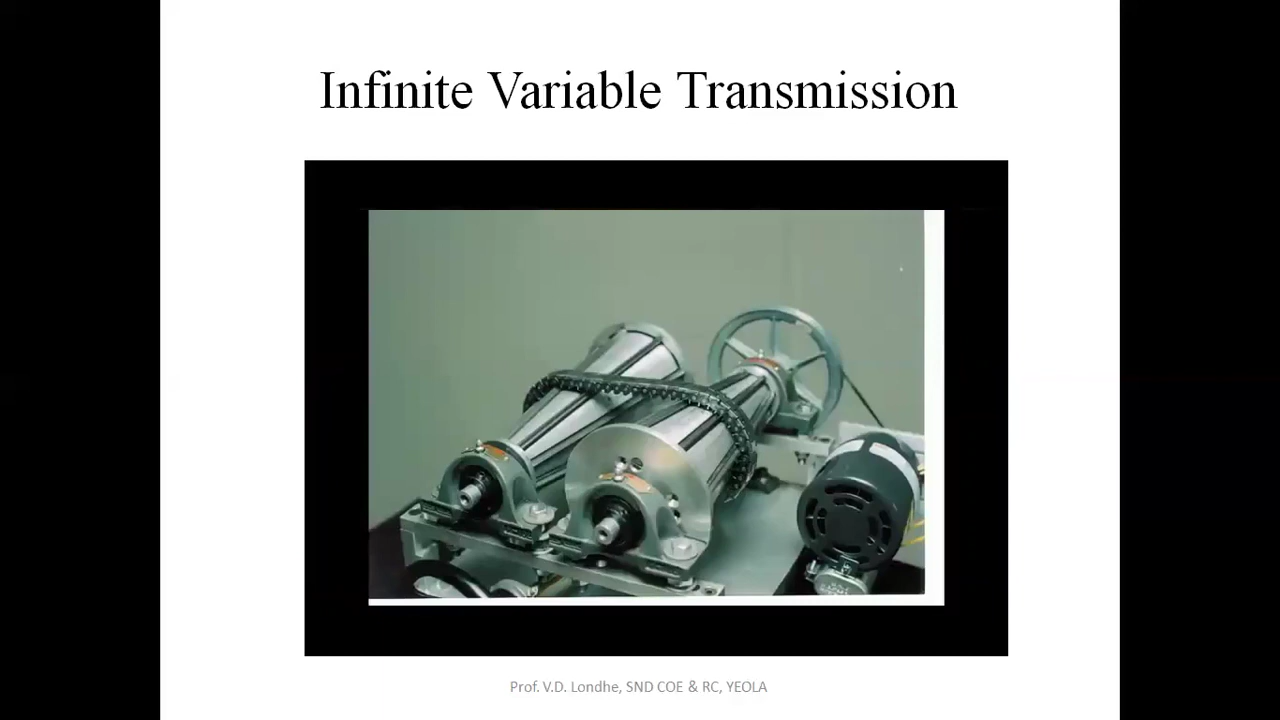 Infinite Variable Transmission
Prof. V.D. Londhe, SND COE & RC, YEOLA